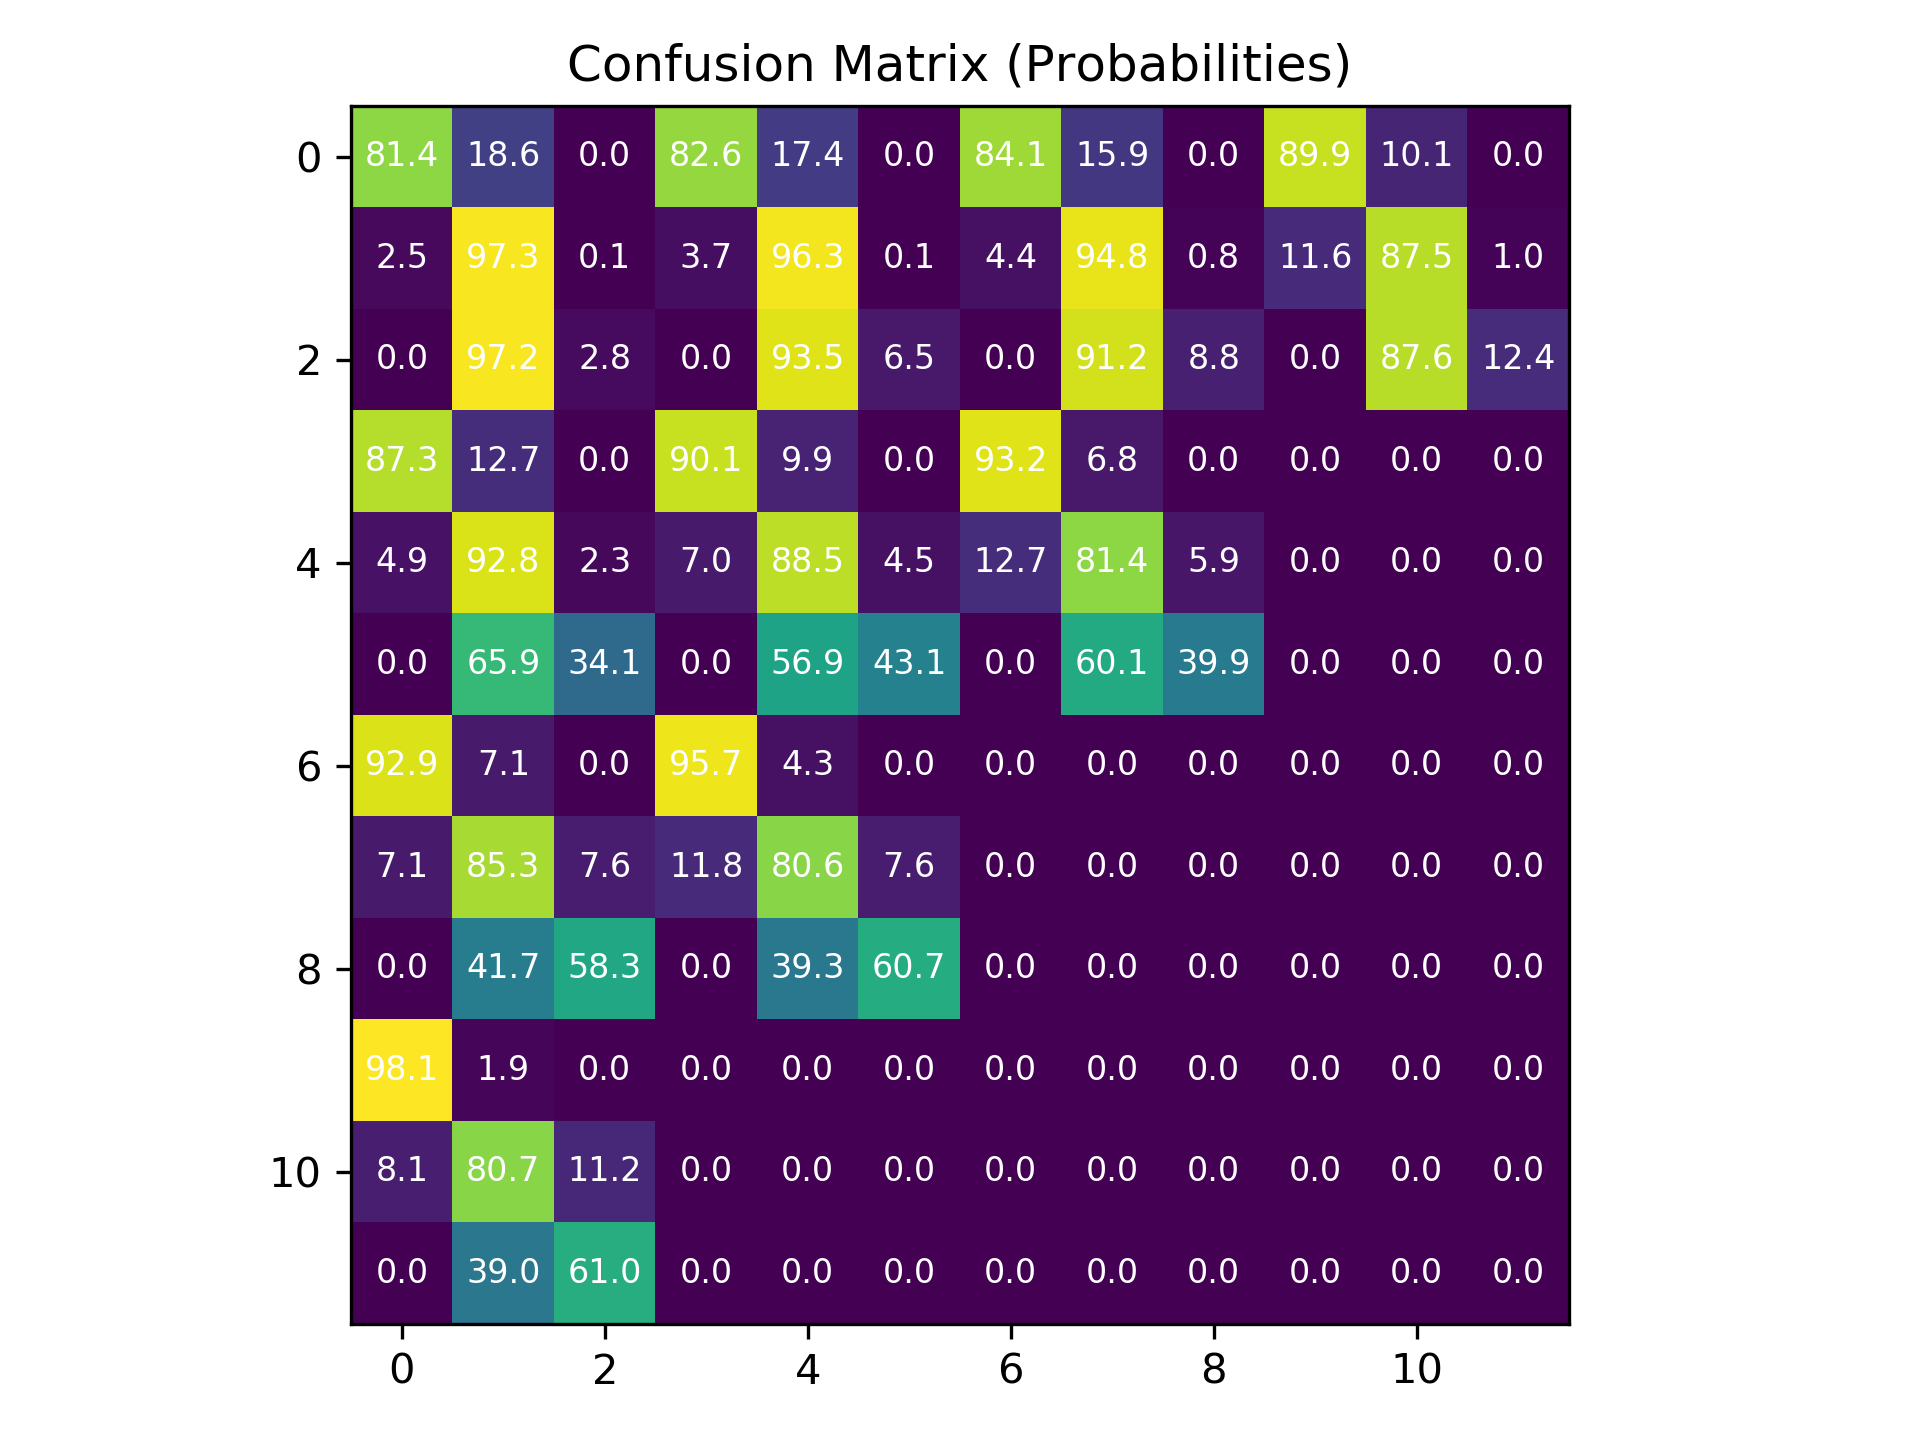 Confusion Matrix (Probabilities)
0 81.4 18.6 0.0 82.6 17.4 0.0 84.1 15.9 0.0 89.9 10.1 0.0
2.5 97.3 0.1 3.7 96.3 0.1 4.4 94.8 0.8 11.6 87.5 1.0
2 0.0 97.2 2.8 0.0 93.5 6.5 0.0 91.2 8.8 0.0 87.6 12.4
87.3 12.7 0.0 90.1 9.9 0.0 93.2 6.8 0.0 0.0 0.0 0.0
4 4.9 92.8 2.3 7.0 88.5 4.5 12.7 81.4 5.9 0.0 0.0 0.0
0.0 65.9 34.1 0.0 56.9 43.1 0.0 60.1 39.9 0.0 0.0 0.0
6 92.9 7.1 0.0 95.7 4.3 0.0 0.0 0.0 0.0 0.0 0.0 0.0
7.1 85.3 7.6 11.8 80.6 7.6 0.0 0.0 0.0 0.0 0.0 0.0
8 0.0 41.7 58.3 0.0 39.3 60.7 0.0 0.0 0.0 0.0 0.0 0.0
98.1 1.9 0.0 0.0 0.0 0.0 0.0 0.0 0.0 0.0 0.0 0.0
10 8.1 80.7 11.2 0.0 0.0 0.0 0.0 0.0 0.0 0.0 0.0 0.0
0.0 39.0 61.0 0.0 0.0 0.0 0.0 0.0 0.0 0.0 0.0 0.0
0 2 4 6 8 10